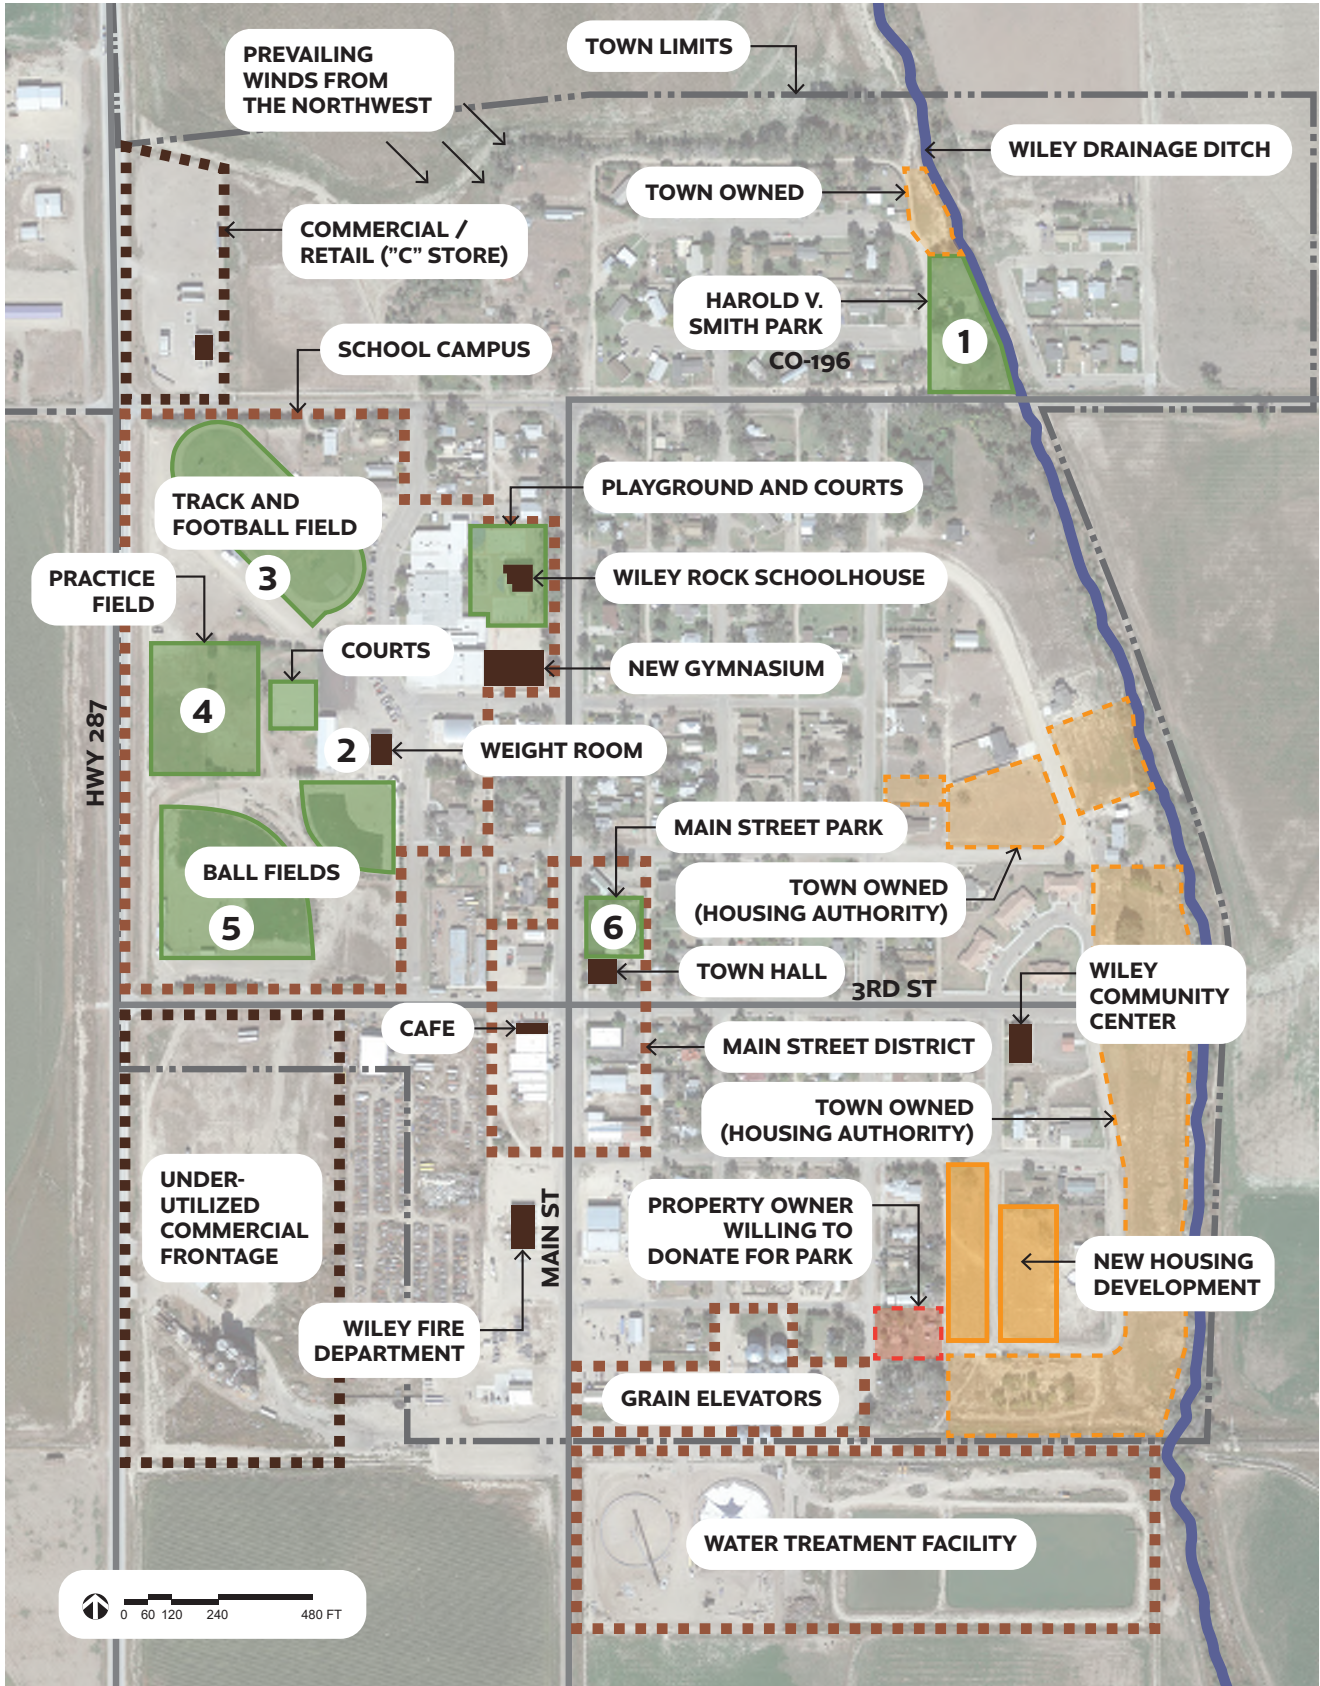 TOWN LIMITS
PREVAILING
WINDS FROM
THE NORTHWEST
WILEY DRAINAGE DITCH
TOWN OWNED
COMMERCIAL /
RETAIL (”C” STORE)
HAROLD V.
SMITH PARK
1
CO-196
SCHOOL CAMPUS
PLAYGROUND AND COURTS
TRACK AND
FOOTBALL FIELD
3
PRACTICE
FIELD
WILEY ROCK SCHOOLHOUSE
COURTS
NEW GYMNASIUM
4
HWY 287
2
WEIGHT ROOM
MAIN STREET PARK
BALL FIELDS
5
TOWN OWNED
(HOUSING AUTHORITY)
6
TOWN HALL
3RD ST
WILEY
COMMUNITY
CENTER
CAFE
MAIN STREET DISTRICT
TOWN OWNED
(HOUSING AUTHORITY)
UNDER-
UTILIZED
COMMERCIAL
FRONTAGE
MAIN ST
PROPERTY OWNER
WILLING TO
DONATE FOR PARK
NEW HOUSING
DEVELOPMENT
WILEY FIRE
DEPARTMENT
GRAIN ELEVATORS
WATER TREATMENT FACILITY
0 60 120 240 480 FT